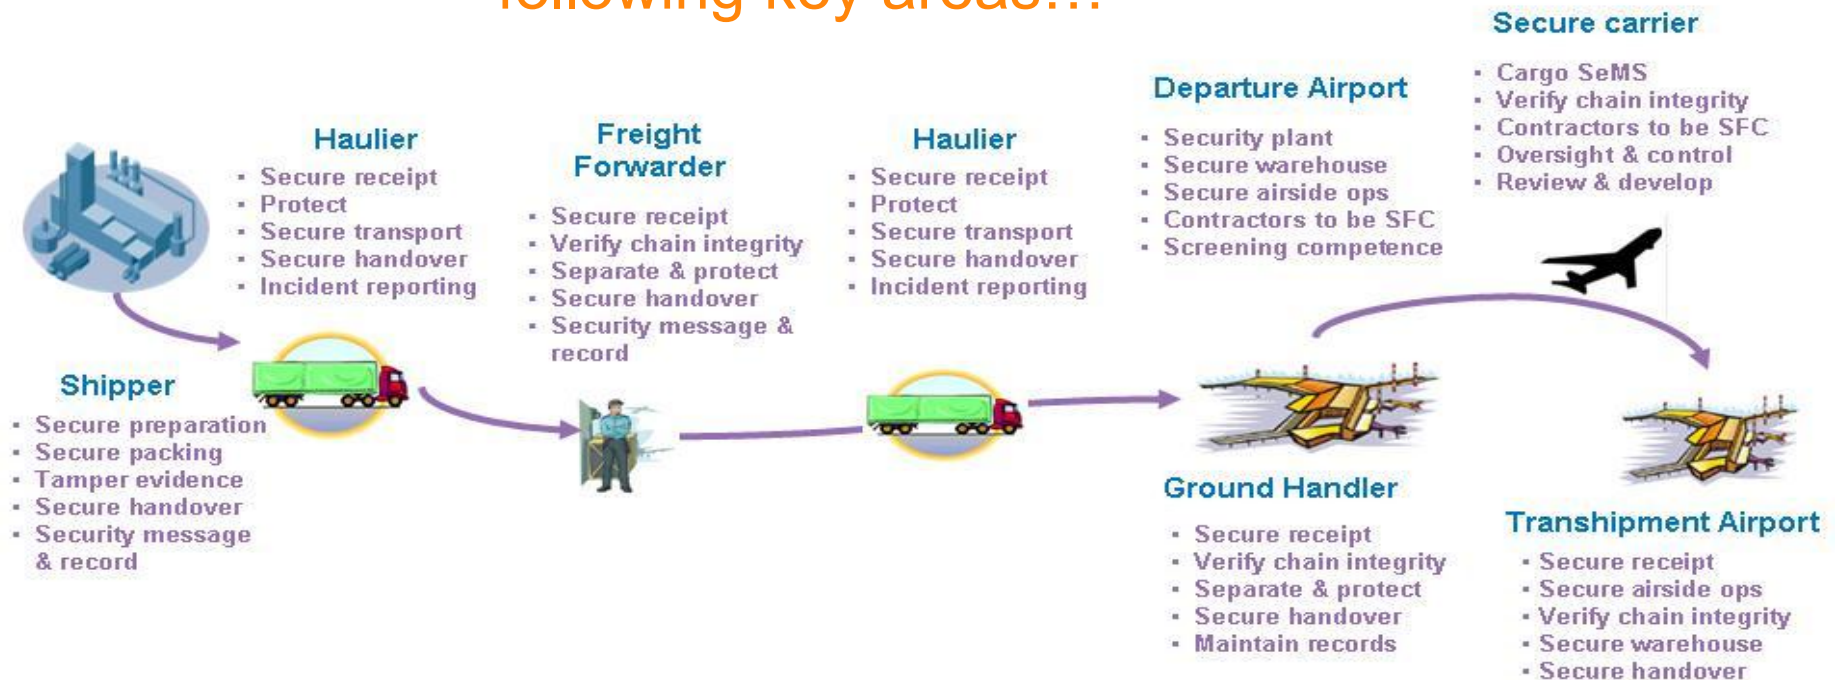 following key areas…
Haulier
▪ Secure receipt
▪ Protect
▪ Secure transport
▪ Secure handover
▪ Incident reporting
Shipper
▪ Secure preparation
▪ Secure packing
▪ Tamper evidence
▪ Secure handover
▪ Security message
& record
Freight
Forwarder
▪ Secure receipt
▪ Verify chain integrity
▪ Separate & protect
▪ Secure handover
▪ Security message &
record
Haulier
▪ Secure receipt
▪ Protect
▪ Secure transport
▪ Secure handover
▪ Incident reporting
Departure Airport
▪ Security plant
▪ Secure warehouse
▪ Secure airside ops
▪ Contractors to be SFC
▪ Screening competence
Ground Handler
▪ Secure receipt
▪ Verify chain integrity
▪ Separate & protect
▪ Secure handover
▪ Maintain records
Secure carrier
▪ Cargo SeMS
▪ Verify chain integrity
▪ Contractors to be SFC
▪ Oversight & control
▪ Review & develop
Transhipment Airport
▪ Secure receipt
▪ Secure airside ops
▪ Verify chain integrity
▪ Secure warehouse
▪ Secure handover